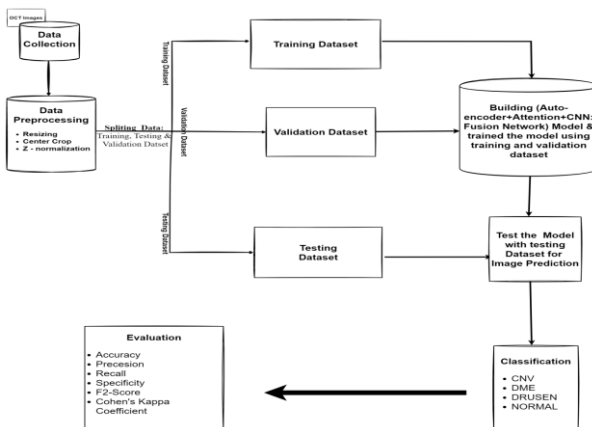 OCT Images
Data
Collection
Data
Preprocessing
• Resizing
• Center Crop
• Z - normalization
Spliting Data:
Training, Testing &
Validation Datset
Training Dataset
Validation Dataset
Testing Dataset
Training Dataset
Validation Dataset
Testing
Dataset
Building (Auto-
encoder+Attention+CNN:
Fusion Network) Model &
trained the model using
training and validation
dataset
Test the Model
with testing
Dataset for
Image Prediction
Classification
• CNV
• DME
• DRUSEN
• NORMAL
Evaluation
• Accuracy
• Precesion
• Recall
• Specificity
• F2-Score
• Cohen's Kappa
Coefficient